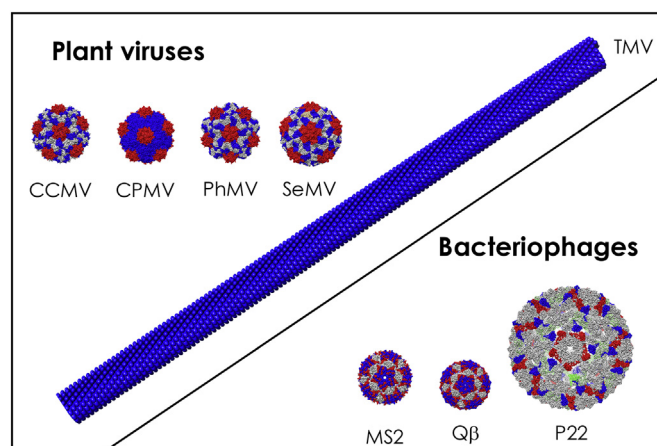 Plant viruses
TMV
CCMV
CPMV
PhMV
SeMV
Bacteriophages
MS2
Qβ
P22